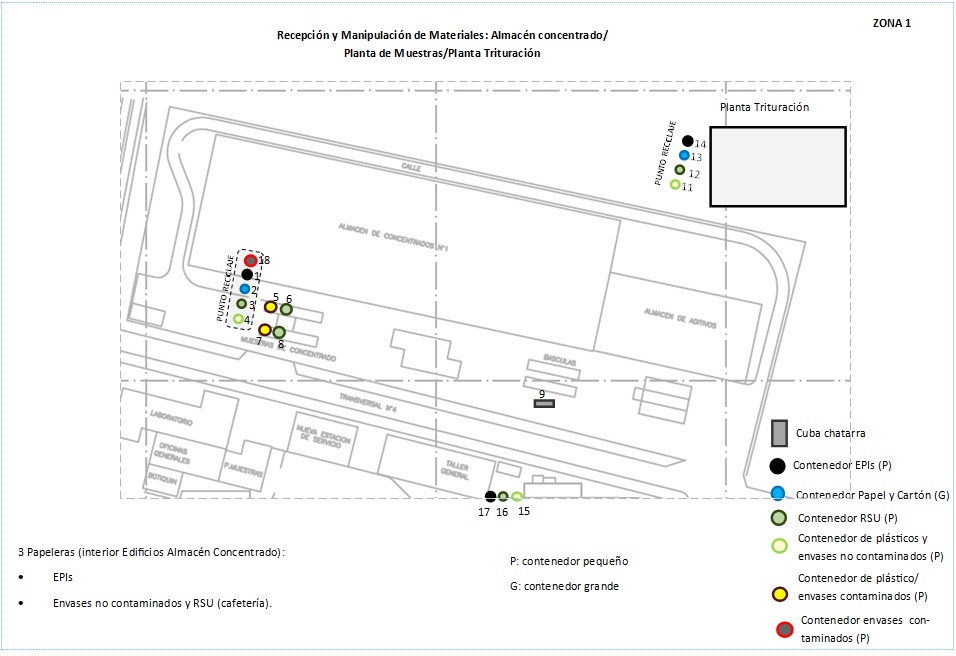 ZONA 1
Recepción y Manipulación de Materiales: Almacén concentrado/
Planta de Muestras/Planta Trituración
Planta Trituración
PUNTO RECICLAJE
14
13
12
11
CALLE
ALMACEN DE CONCENTRADOS Nº1
ALMACEN DE ADITIVOS
PUNTO RECICLAJE
18
1
2
3
4
5
6
7
8
MUESTRAS DE CONCENTRADO
BASCULAS
9
TRANSVERSAL Nº4
LABORATORIO
OFICINAS
GENERALES
BOTIQUIN
P.MUESTRAS
NUEVA ESTACION
DE SERVICIO
TALLER
GENERAL
17 16 15
Cuba chatarra
Contenedor EPIs (P)
Contenedor Papel y Cartón (G)
Contenedor RSU (P)
Contenedor de plásticos y
envases no contaminados (P)
Contenedor de plástico/
envases contaminados (P)
Contenedor envases con-
taminados (P)
3 Papeleras (interior Edificios Almacén Concentrado):
• EPIs
• Envases no contaminados y RSU (cafetería).
P: contenedor pequeño
G: contenedor grande